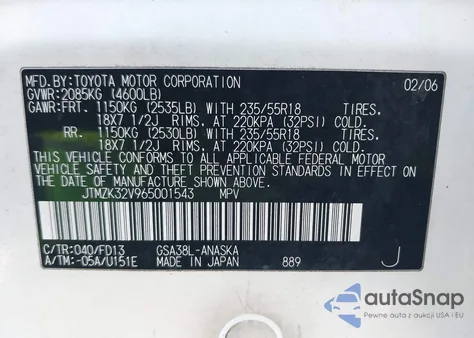 MFD.BY:TOYOTA MOTOR CORPORATION 02/06
GVWR:2085KG (4600LB)
GAWR:FRT. 1150KG (2535LB) WITH 235/55R18 TIRES.
18X7 1/2J RIMS. AT 220KPA (32PSI) COLD.
RR. 1150KG (2530LB) WITH 235/55R18 TIRES.
18X7 1/2J RIMS. AT 220KPA (32PSI) COLD.
THIS VEHICLE CONFORMS TO ALL APPLICABLE FEDERAL MOTOR
VEHICLE SAFETY AND THEFT PREVENTION STANDARDS IN
EFFECT ON THE DATE OF MANUFACTURE SHOWN ABOVE.
JTMZK32V965001543 MPV
C/TR:040/FD13 GSA38L-ANASKA
A/TM:-05A/U151E MADE IN JAPAN 889 J
autoSnap
Pewne auta z USA i EU